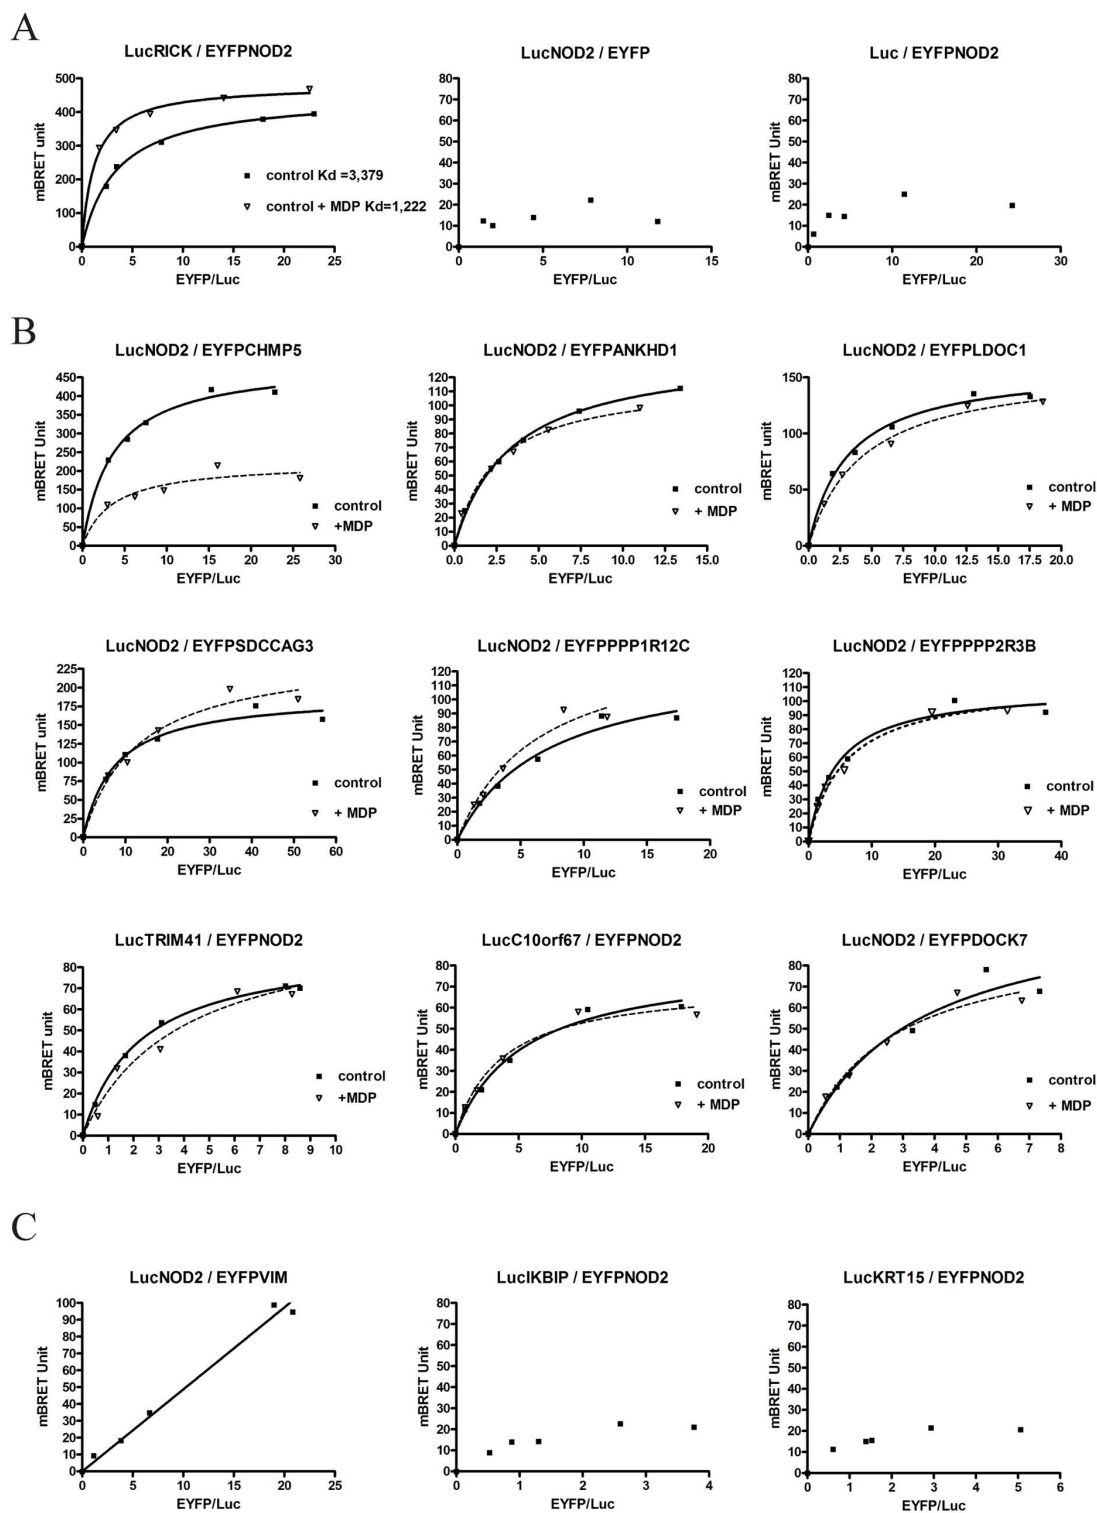 A
LucRICK / EYFPNOD2
LucNOD2 / EYFP
Luc / EYFPNOD2
mBRET unit
500
400
300
200
100
0
0 5 10 15 20 25
EYFP/Luc
control Kd =3,379
control + MDP Kd=1,222
mBRET Unit
80
70
60
50
40
30
20
10
0
0 5 10 15
EYFP/Luc
mBRET unit
80
70
60
50
40
30
20
10
0
0 10 20 30
EYFP/Luc
B
LucNOD2 / EYFPCHMP5
LucNOD2 / EYFPANKHD1
LucNOD2 / EYFPLDOC1
mBRET Unit
450
400
350
300
250
200
150
100
50
0
0 5 10 15 20 25 30
EYFP/Luc
control
+MDP
mBRET Unit
120
110
100
90
80
70
60
50
40
30
20
10
0
0.0 2.5 5.0 7.5 10.0 12.5 15.0
EYFP/Luc
control
+ MDP
mBRET Unit
150
100
50
0
0.0 2.5 5.0 7.5 10.0 12.5 15.0 17.5 20.0
EYFP/Luc
control
+ MDP
LucNOD2 / EYFPSDCCAG3
LucNOD2 / EYFPPPP1R12C
LucNOD2 / EYFPPPP2R3B
mBRET Unit
225
200
175
150
125
100
75
50
25
0
0 10 20 30 40 50 60
EYFP/Luc
control
+ MDP
mBRET Unit
120
110
100
90
80
70
60
50
40
30
20
10
0
0 5 10 15 20
EYFP/Luc
control
+ MDP
mBRET Unit
120
110
100
90
80
70
60
50
40
30
20
10
0
0 10 20 30 40
EYFP/Luc
control
+ MDP
LucTRIM41 / EYFPNOD2
LucC10orf67 / EYFPNOD2
LucNOD2 / EYFPDOCK7
mBRET Unit
80
70
60
50
40
30
20
10
0
0 1 2 3 4 5 6 7 8 9 10
EYFP/Luc
control
+MDP
mBRET Unit
80
70
60
50
40
30
20
10
0
0 5 10 15 20
EYFP/Luc
control
+ MDP
mBRET Unit
80
70
60
50
40
30
20
10
0
0 1 2 3 4 5 6 7 8
EYFP/Luc
control
+ MDP
C
LucNOD2 / EYFPVIM
LucIKBIP / EYFPNOD2
LucKRT15 / EYFPNOD2
mBRET Unit
100
90
80
70
60
50
40
30
20
10
0
0 5 10 15 20 25
EYFP/Luc
mBRET Unit
80
70
60
50
40
30
20
10
0
0 1 2 3 4
EYFP/Luc
mBRET Unit
80
70
60
50
40
30
20
10
0
0 1 2 3 4 5 6
EYFP/Luc